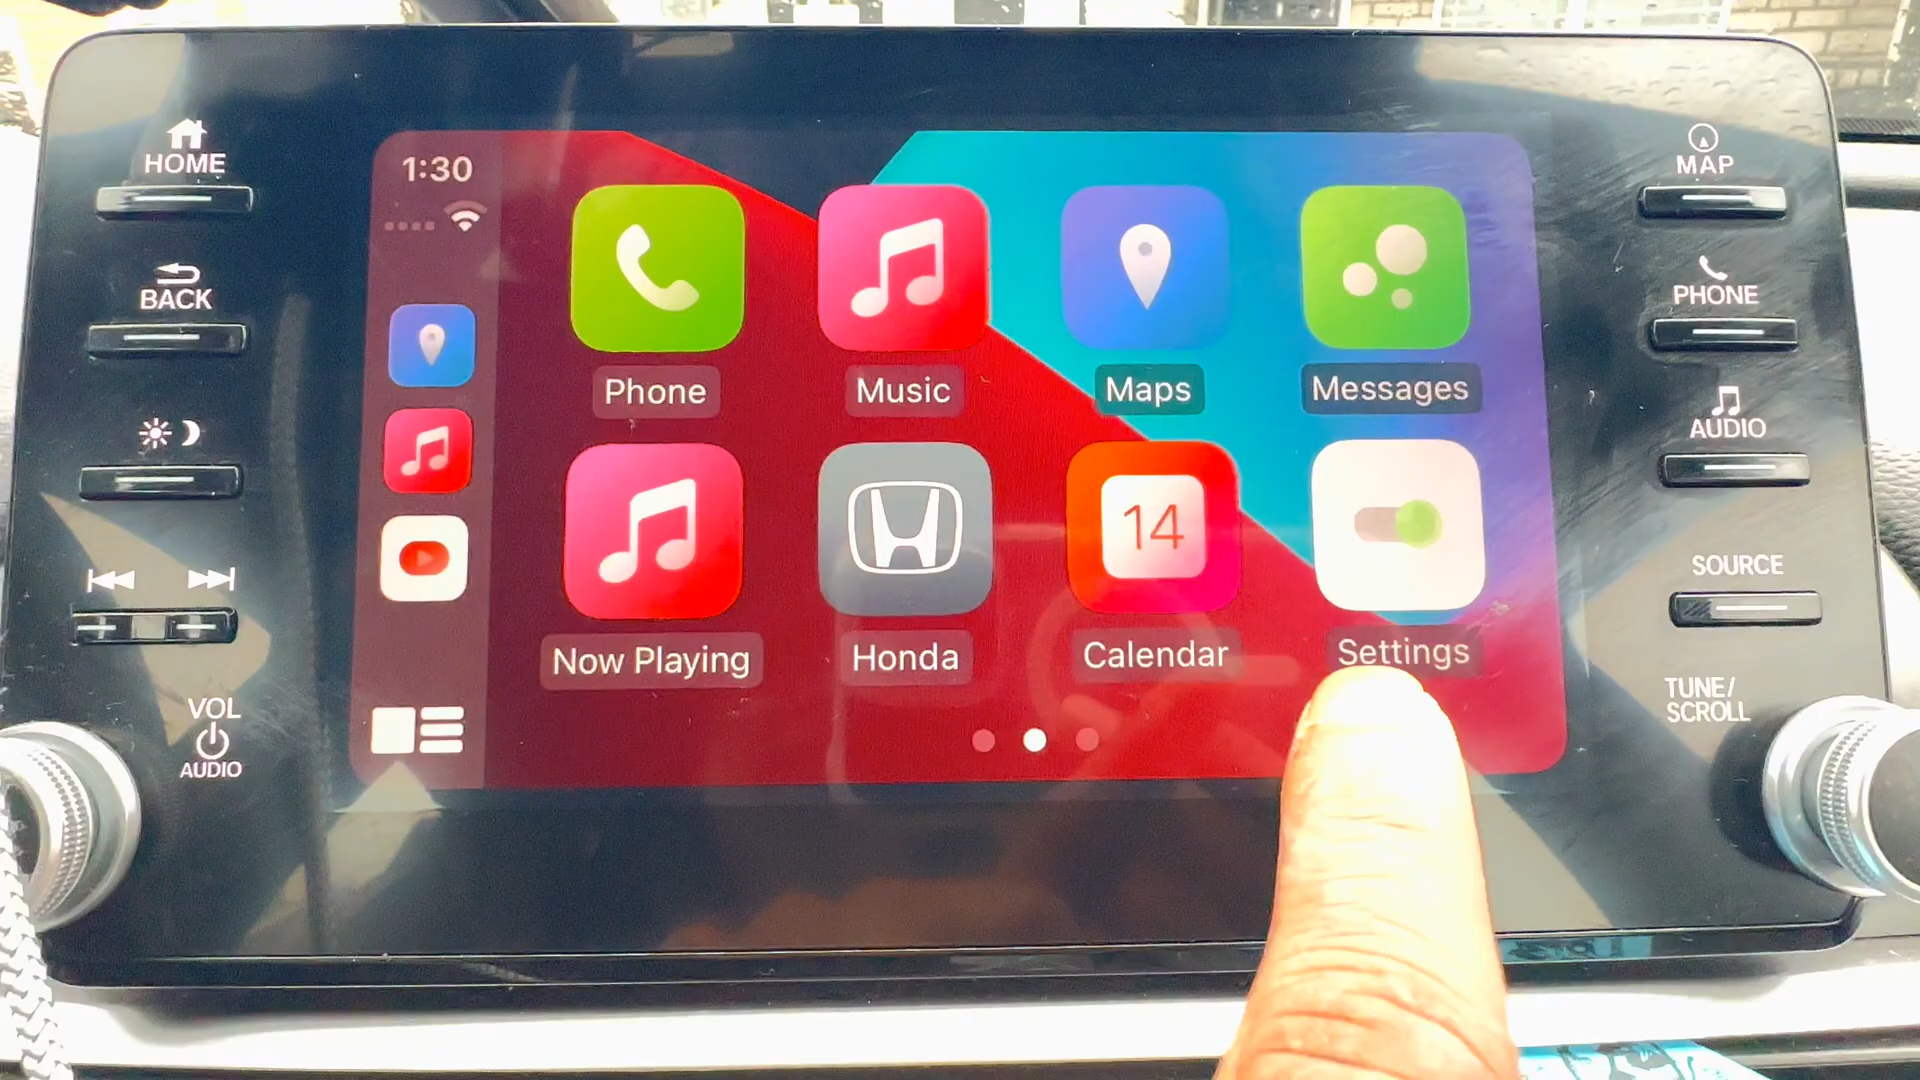 HOME
BACK
VOL
AUDIO
1:30
Phone
Music
Maps
Messages
14
Now Playing
Honda
Calendar
Settings
MAP
PHONE
AUDIO
SOURCE
TUNE/
SCROLL